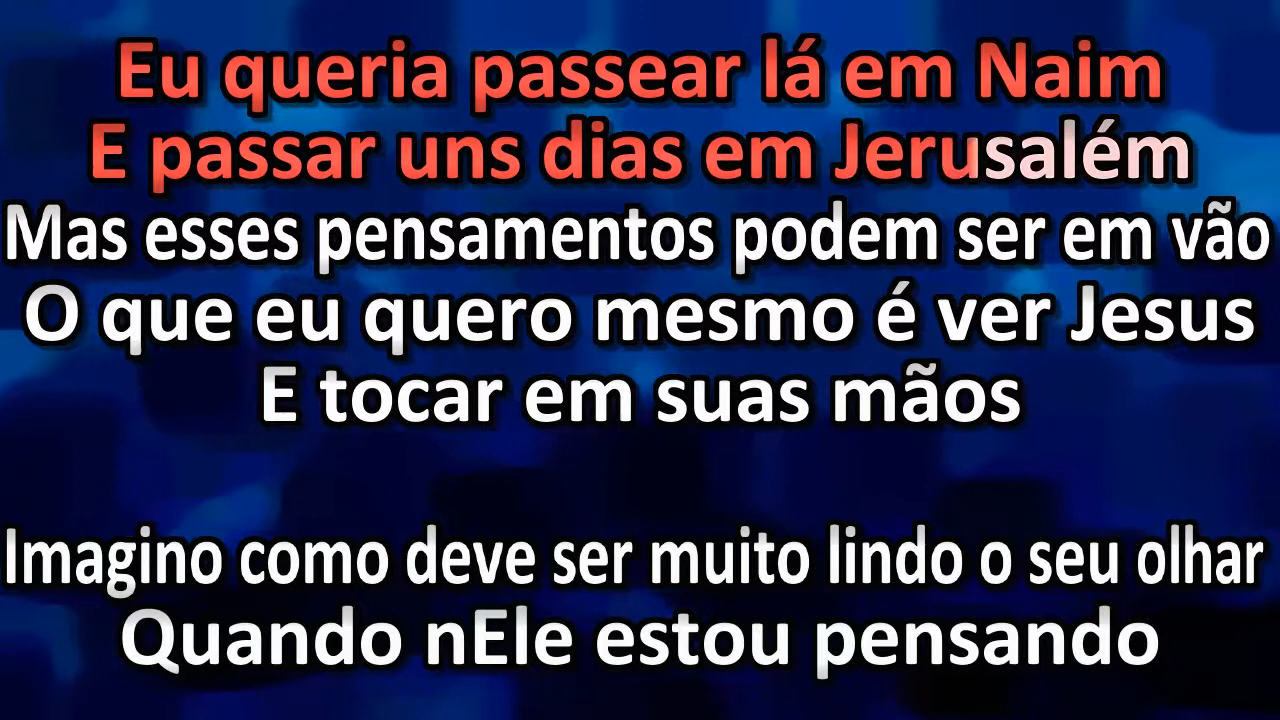 Eu queria passear lá em Naim
E passar uns dias em Jerusalém
Mas esses pensamentos podem ser em vão
O que eu quero mesmo é ver Jesus
E tocar em suas mãos
Imagino como deve ser muito lindo o seu olhar
Quando nEle estou pensando